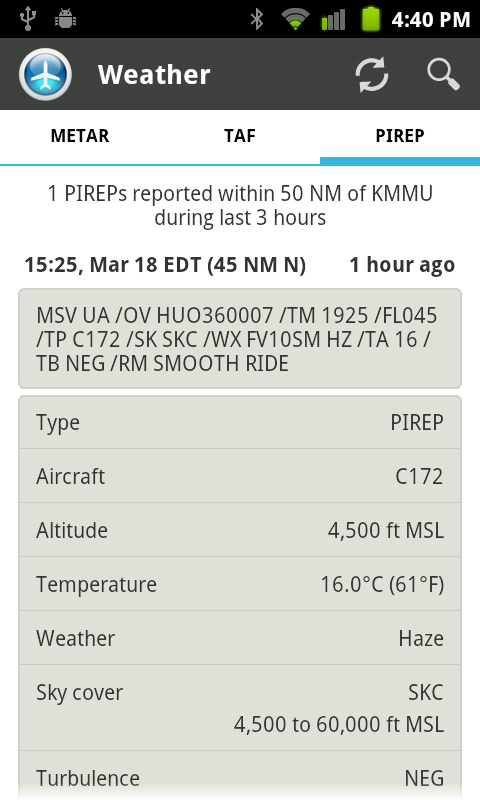 4:40 PM
Weather
METAR TAF PIREP
1 PIREPs reported within 50 NM of KMMU
during last 3 hours
15:25, Mar 18 EDT (45 NM N) 1 hour ago
MSV UA /OV HUO360007 /TM 1925 /FL045
/TP C172 /SK SKC /WX FV10SM HZ /TA 16 /
TB NEG /RM SMOOTH RIDE
Type PIREP
Aircraft C172
Altitude 4,500 ft MSL
Temperature 16.0°C (61°F)
Weather Haze
Sky cover SKC
4,500 to 60,000 ft MSL
Turbulence NEG